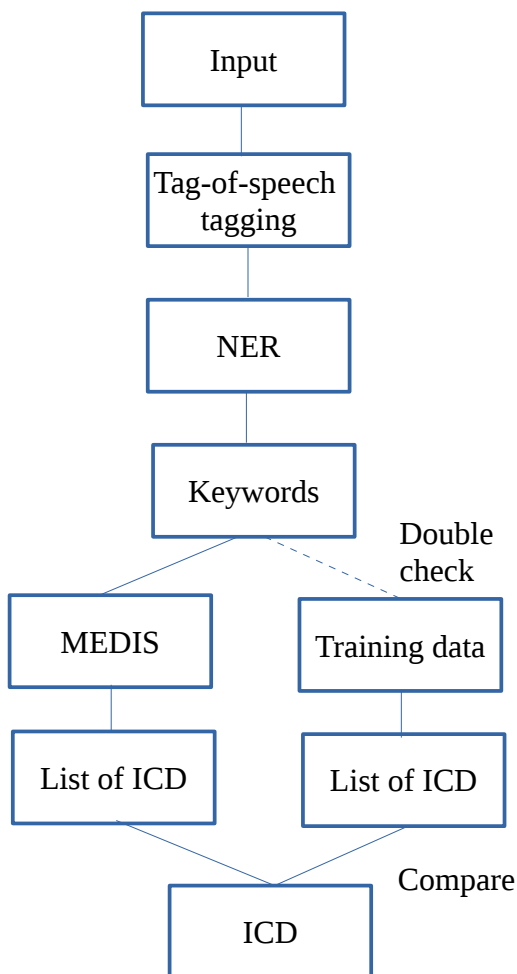 Input
Tag-of-speech
tagging
NER
Keywords
Double
check
MEDIS
Training data
List of ICD
List of ICD
Compare
ICD